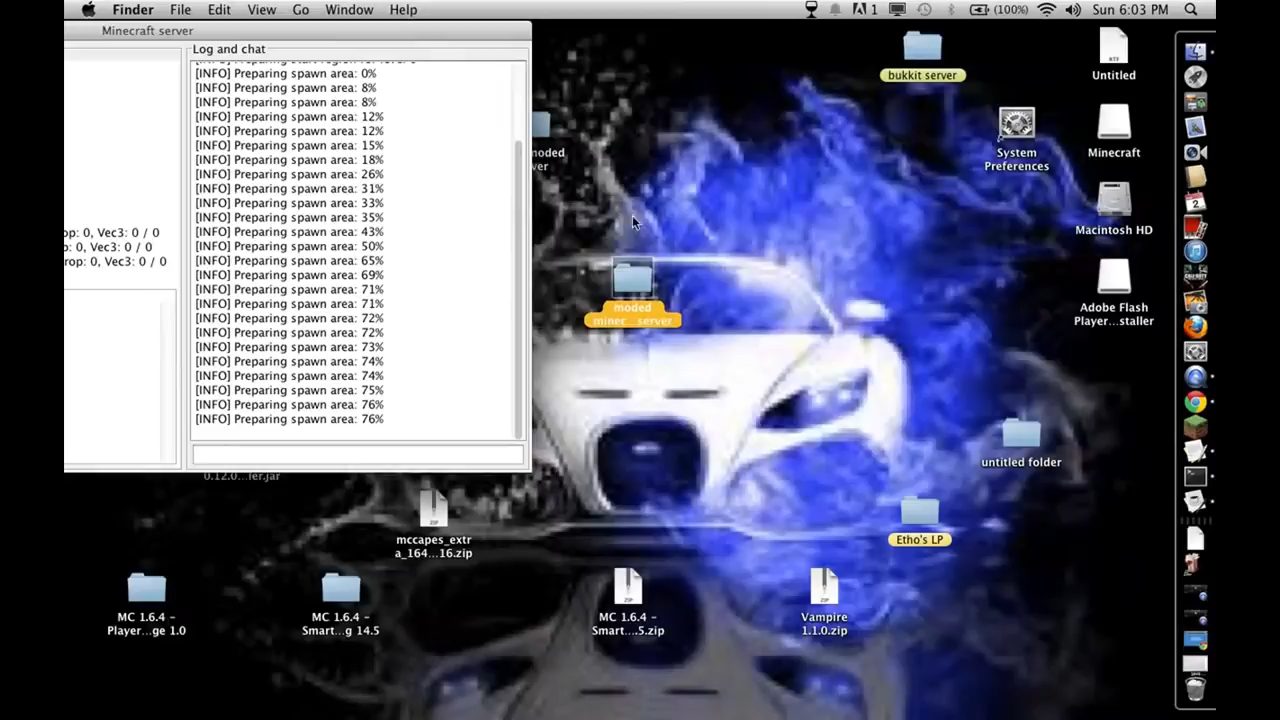 Finder File Edit View Go Window Help
1 (100%) Sun 6:03 PM
Minecraft server
Log and chat
[INFO] Preparing spawn area: 0%
[INFO] Preparing spawn area: 8%
[INFO] Preparing spawn area: 8%
[INFO] Preparing spawn area: 12%
[INFO] Preparing spawn area: 12%
[INFO] Preparing spawn area: 15%
[INFO] Preparing spawn area: 18%
[INFO] Preparing spawn area: 26%
[INFO] Preparing spawn area: 31%
[INFO] Preparing spawn area: 33%
[INFO] Preparing spawn area: 35%
[INFO] Preparing spawn area: 43%
[INFO] Preparing spawn area: 50%
[INFO] Preparing spawn area: 65%
[INFO] Preparing spawn area: 69%
[INFO] Preparing spawn area: 71%
[INFO] Preparing spawn area: 71%
[INFO] Preparing spawn area: 72%
[INFO] Preparing spawn area: 72%
[INFO] Preparing spawn area: 73%
[INFO] Preparing spawn area: 74%
[INFO] Preparing spawn area: 74%
[INFO] Preparing spawn area: 75%
[INFO] Preparing spawn area: 76%
[INFO] Preparing spawn area: 76%
op: 0, Vec3: 0 / 0
: 0, Vec3: 0 / 0
rop: 0, Vec3: 0 / 0
noded
ver
bukkit server
Untitled
System
Preferences
Minecraft
Macintosh HD
moded
minec... server
Adobe Flash
Player...staller
untitled folder
Etho's LP
mccapes_extr
a_164...16.zip
MC 1.6.4 -
Player...ge 1.0
MC 1.6.4 -
Smart...g 14.5
MC 1.6.4 -
Smart....5.zip
Vampire
1.1.0.zip